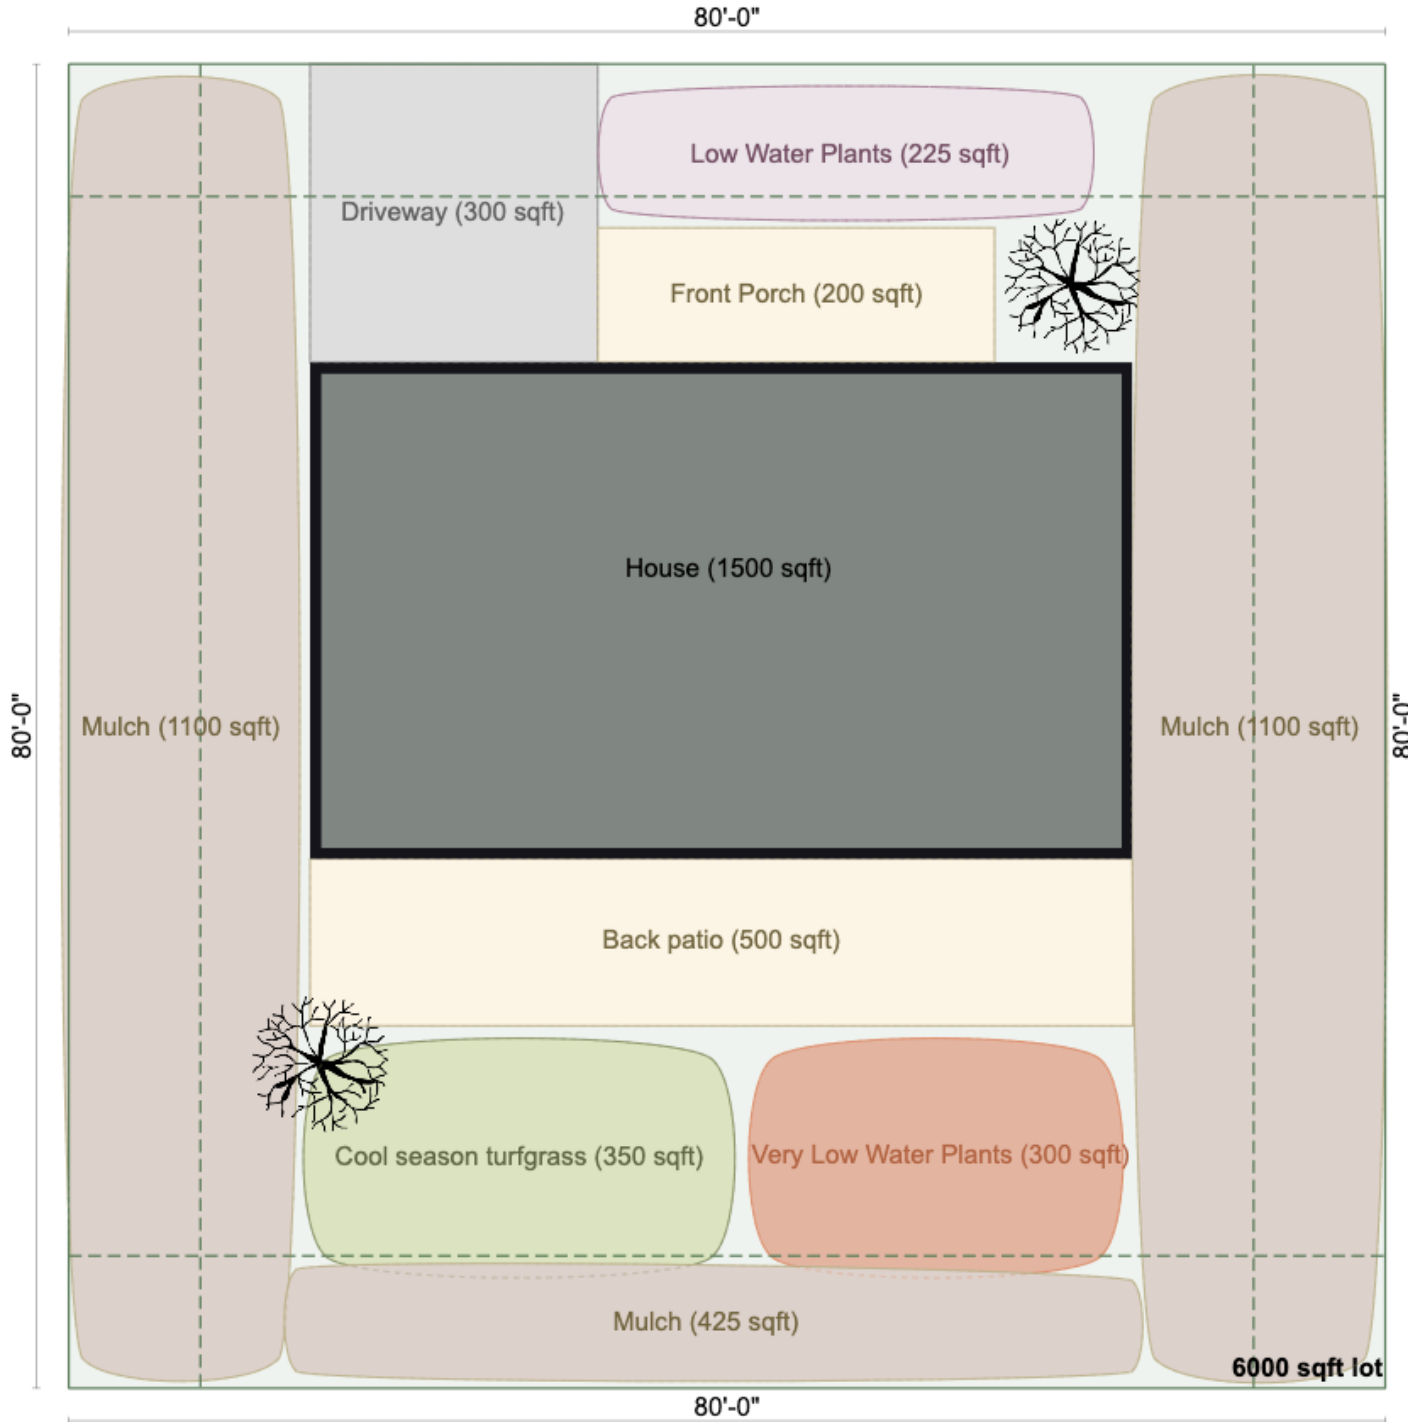 80'-0"
Low Water Plants (225 sqft)
Driveway (300 sqft)
Front Porch (200 sqft)
House (1500 sqft)
80'-0"
Mulch (1100 sqft)
Mulch (1100 sqft)
80'-0"
Back patio (500 sqft)
Cool season turfgrass (350 sqft)
Very Low Water Plants (300 sqft)
Mulch (425 sqft)
6000 sqft lot
80'-0"